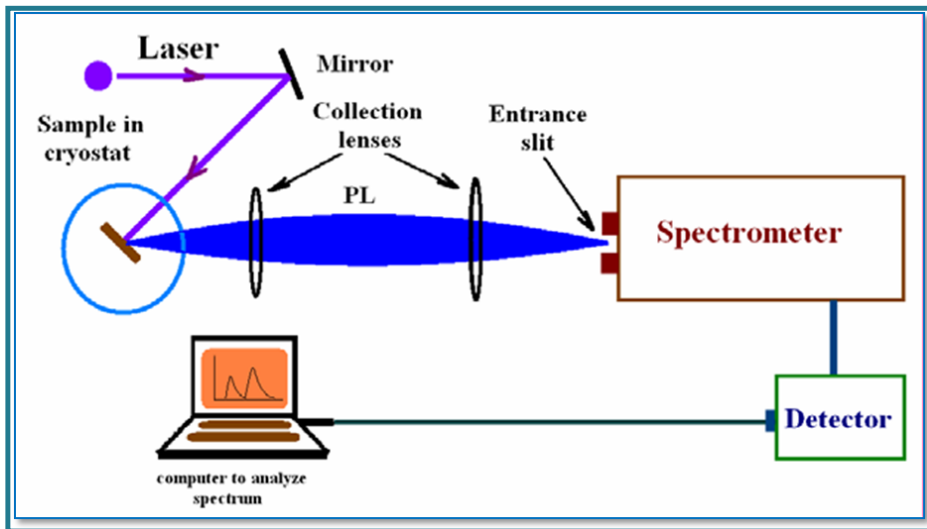 Laser
Mirror
Sample in
cryostat
Collection
lenses
Entrance
slit
PL
Spectrometer
Detector
computer to analyze
spectrum